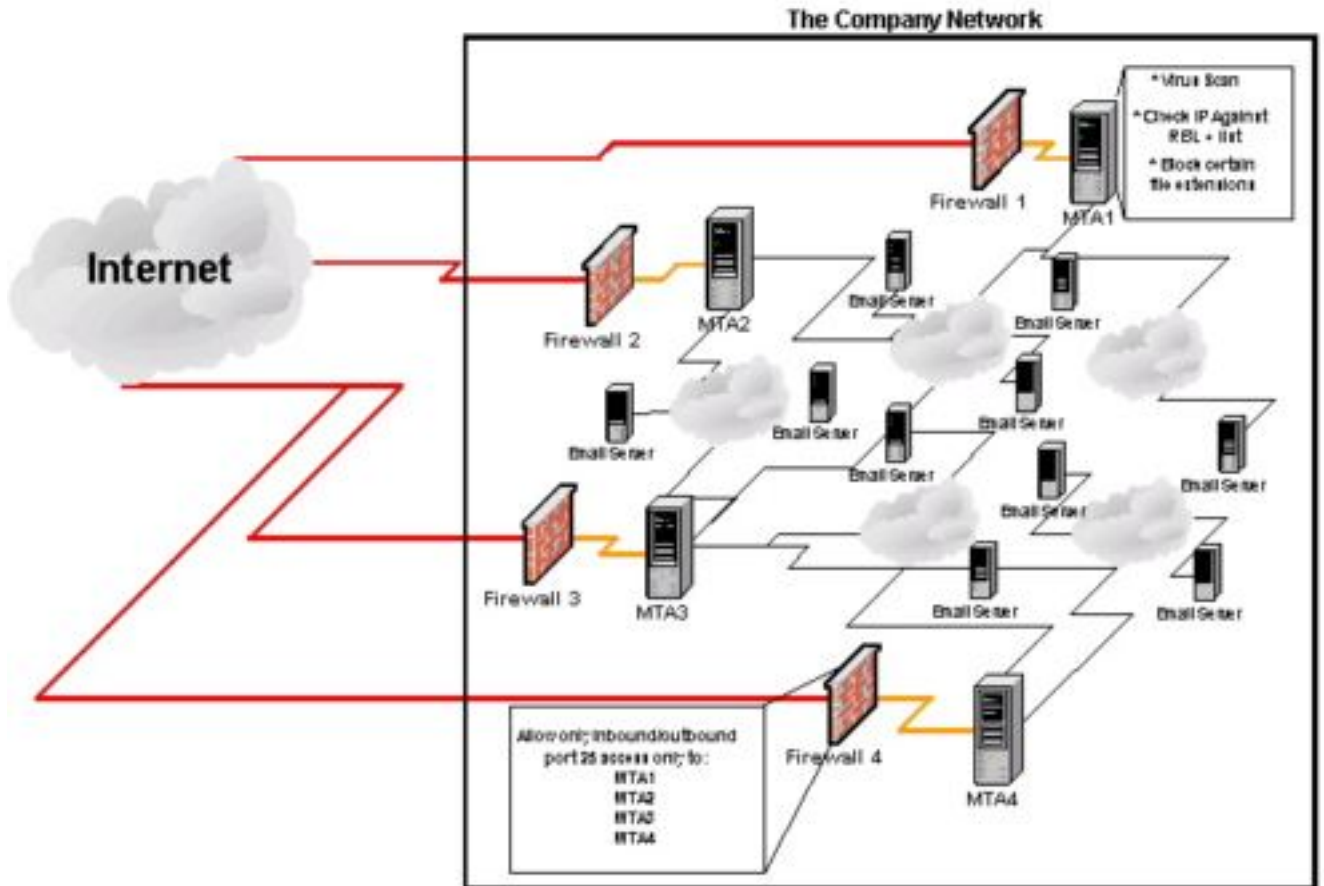 The Company Network
* Virus Scan
* Check IP Against
RBL + list
* Block certain
file extensions
Firewall 1
MTA1
Internet
Firewall 2
MTA2
Email Server
Email Server
Email Server
Email Server
Email Server
Email Server
Email Server
Email Server
Firewall 3
MTA3
Email Server
Email Server
Allow only inbound/outbound
port 25 access only to:
MTA1
MTA2
MTA3
MTA4
Firewall 4
MTA4